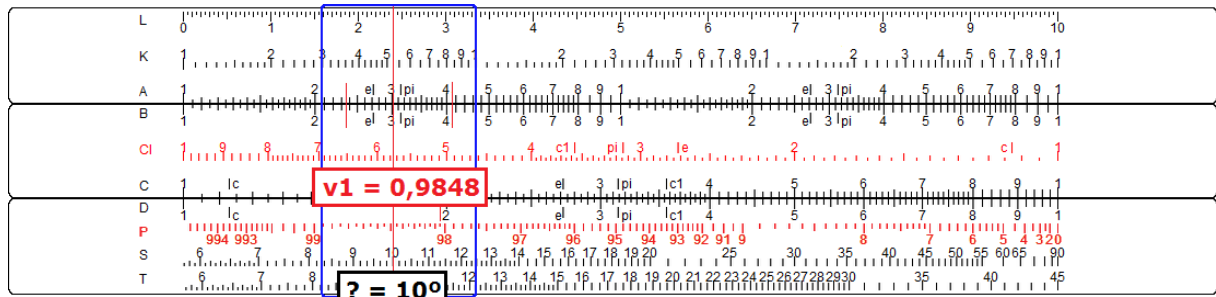 L 0 1 2 3 4 5 6 7 8 9 10
K 1 2 3 4 5 6 7 8 9 1 2 3 4 5 6 7 8 9 1 2 3 4 5 6 7 8 9 1
A 1 2 e 3 pi 4 5 6 7 8 9 1 2 e 3 pi 4 5 6 7 8 9 1
B 1 2 e 3 pi 4 5 6 7 8 9 1 2 e 3 pi 4 5 6 7 8 9 1
CI 1 9 8 7 6 5 4 c1 pi 3 e 2 c 1
C 1 c e 3 pi c1 4 5 6 7 8 9 1
v1 = 0,9848
D 1 c 2 e 3 pi c1 4 5 6 7 8 9 1
P 994 993 99 98 97 96 95 94 93 92 91 9 8 7 6 5 4 3 2 0
S 6 7 8 9 10 11 12 13 14 15 16 17 18 19 20 25 30 35 40 45 50 55 60 65 90
T 6 7 8 12 13 14 15 16 17 18 19 20 21 22 23 24 25 26 27 28 29 30 35 40 45
? = 10º